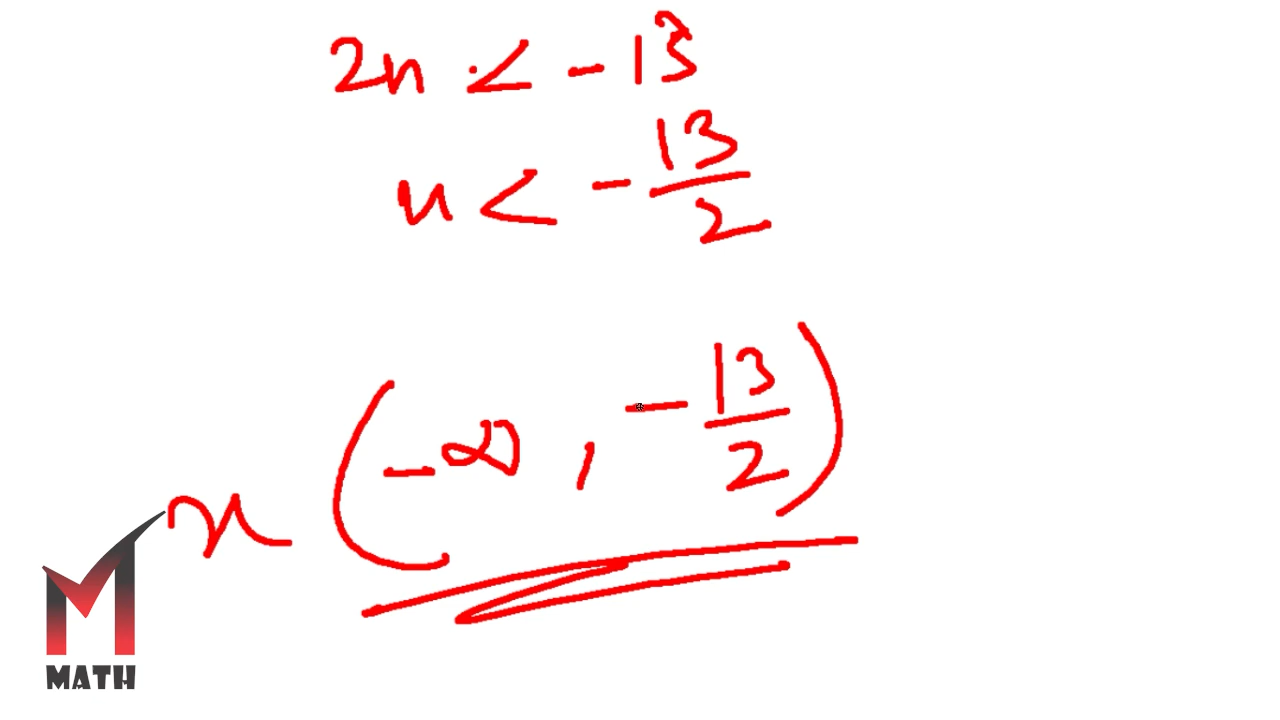 2x < -13
x < -13/2
x (-∞, -13/2)
MATH